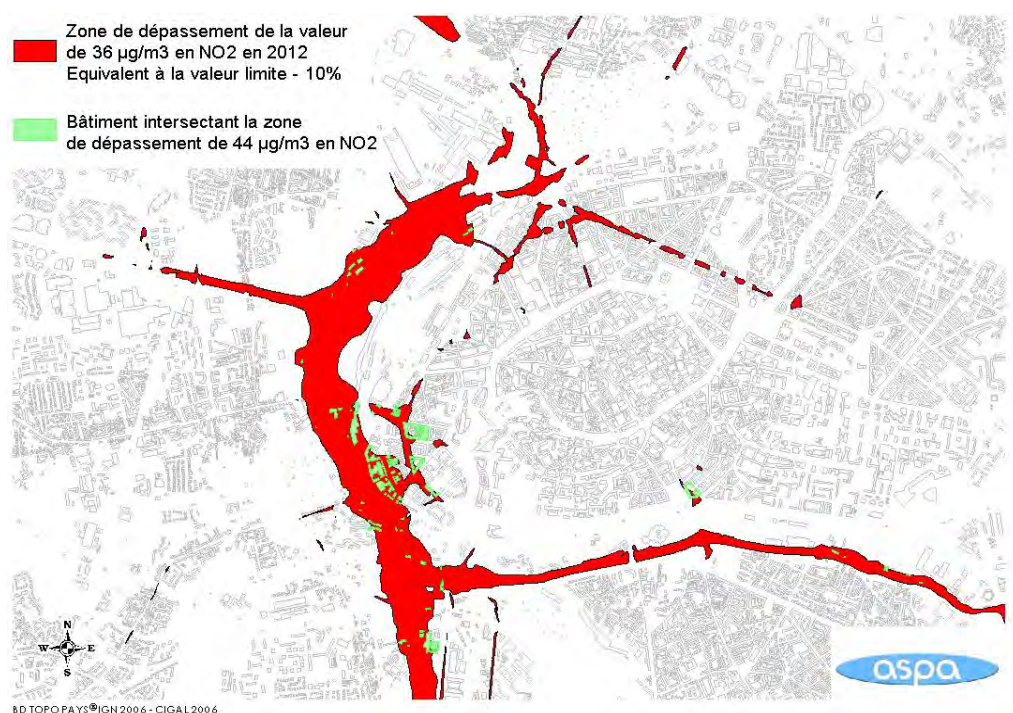 Zone de dépassement de la valeur
de 36 µg/m3 en NO2 en 2012
Equivalent à la valeur limite - 10%
Bâtiment intersectant la zone
de dépassement de 44 µg/m3 en NO2
N
W E
S
aspa
BD TOPO PAYS®IGN 2006 - CIGAL 2006